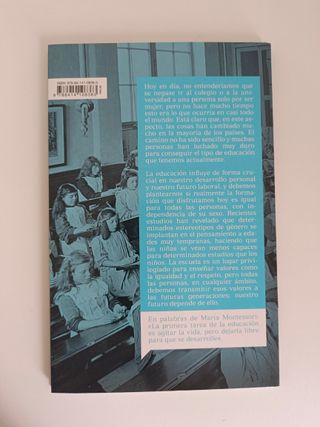 Hoy en día, no entenderíamos que
se negase ir al colegio o a la uni-
versidad a una persona solo por ser
mujer, pero no hace mucho tiempo
esto era lo que ocurría en casi todo
el mundo. Está claro que, en este as-
pecto, las cosas han cambiado mu-
cho en la mayoría de los países. El
camino no ha sido sencillo y muchas
personas han luchado muy duro
para conseguir el tipo de educación
que tenemos actualmente.
La educación influye de forma cru-
cial en nuestro desarrollo personal
y nuestro futuro laboral, y debemos
plantearnos si realmente la forma-
ción que disfrutamos hoy es igual
para todas las personas, con in-
dependencia de su sexo. Recientes
estudios han revelado que deter-
minados estereotipos de género se
implantan en el pensamiento a eda-
des muy tempranas, haciendo que
las niñas se vean menos capaces
para determinados estudios que los
niños. La escuela es un lugar privi-
legiado para enseñar valores como
la igualdad y el respeto, pero todas
las personas, en cualquier ámbito,
debemos transmitir esos valores a
las futuras generaciones: nuestro
futuro depende de ello.
En palabras de Maria Montessori:
«La primera tarea de la educación
es agitar la vida, pero dejarla libre
para que se desarrolle».